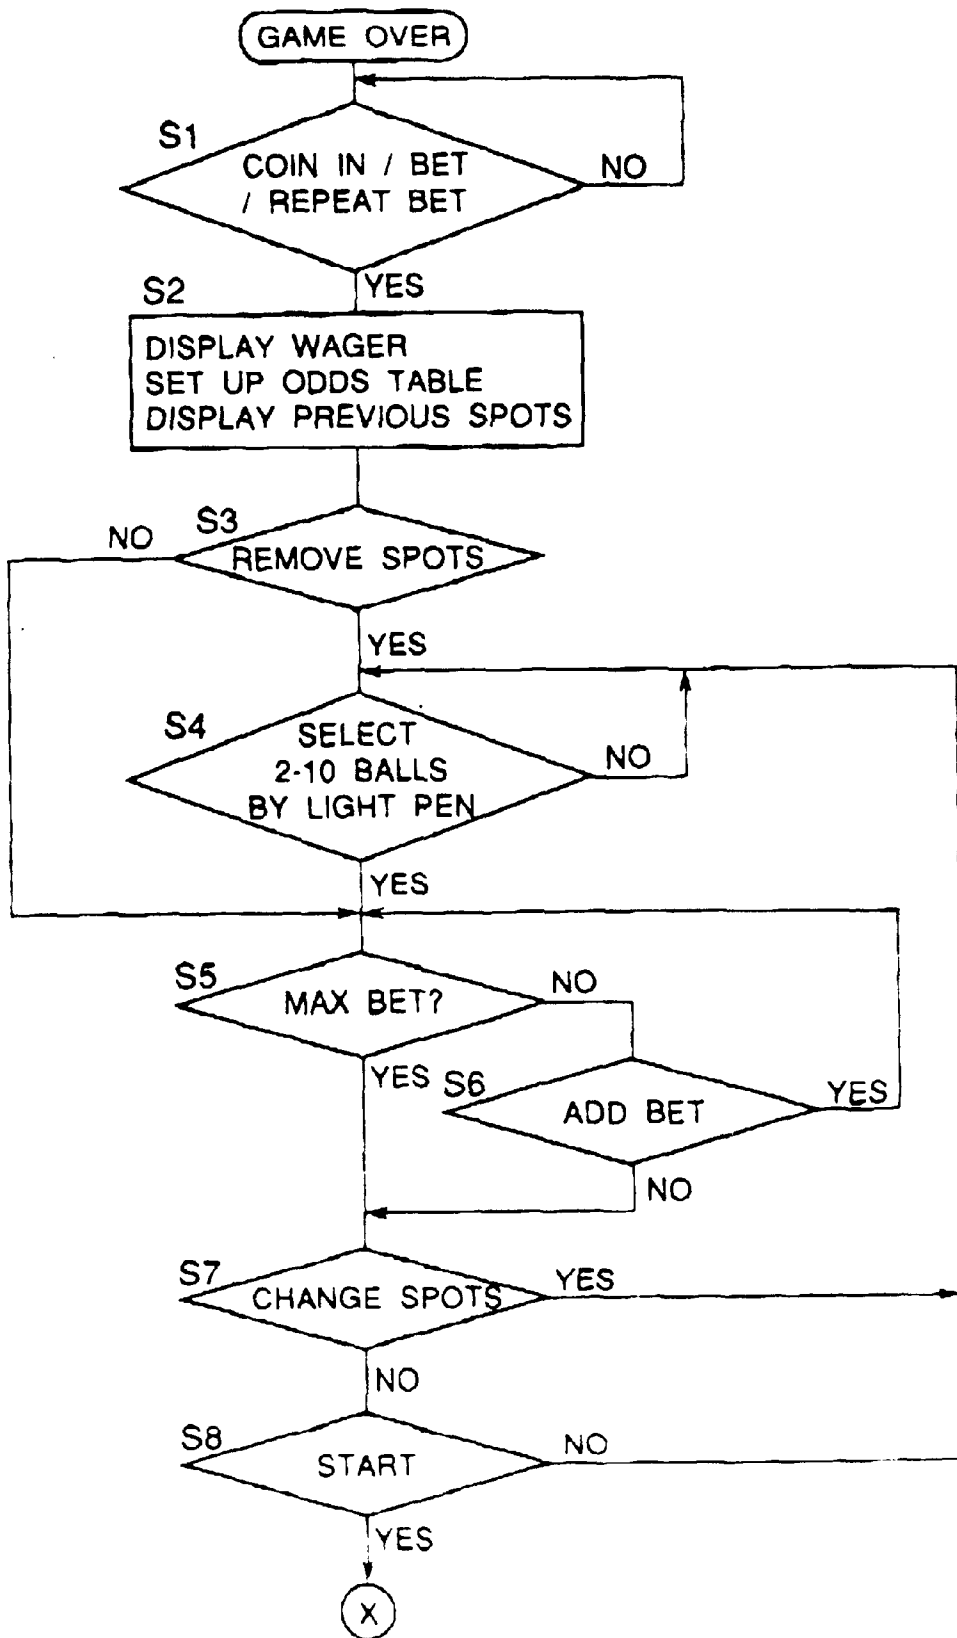 GAME OVER
S1
COIN IN / BET
/ REPEAT BET
NO
YES
S2
DISPLAY WAGER
SET UP ODDS TABLE
DISPLAY PREVIOUS SPOTS
NO
S3
REMOVE SPOTS
YES
S4
SELECT
2-10 BALLS
BY LIGHT PEN
NO
YES
S5
MAX BET?
NO
YES
S6
ADD BET
YES
NO
S7
CHANGE SPOTS
YES
NO
S8
START
NO
YES
X